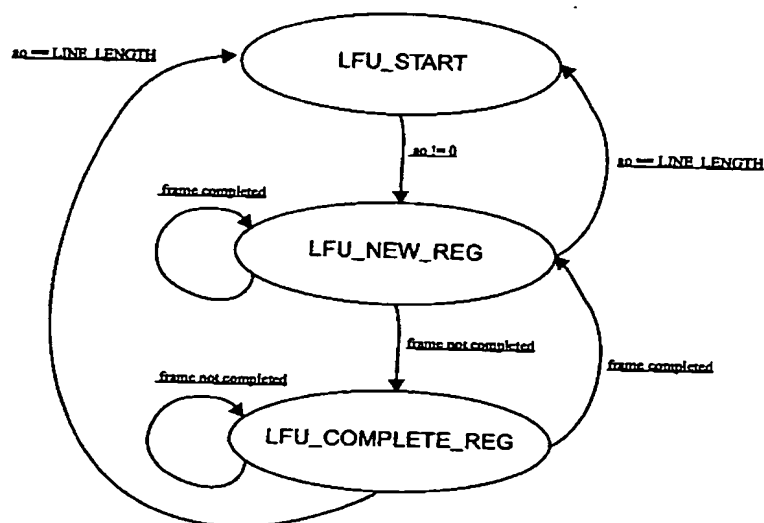 ao == LINE_LENGTH
LFU_START
ao != 0
ao == LINE_LENGTH
frame completed
LFU_NEW_REG
frame not completed
frame completed
frame not completed
LFU_COMPLETE_REG